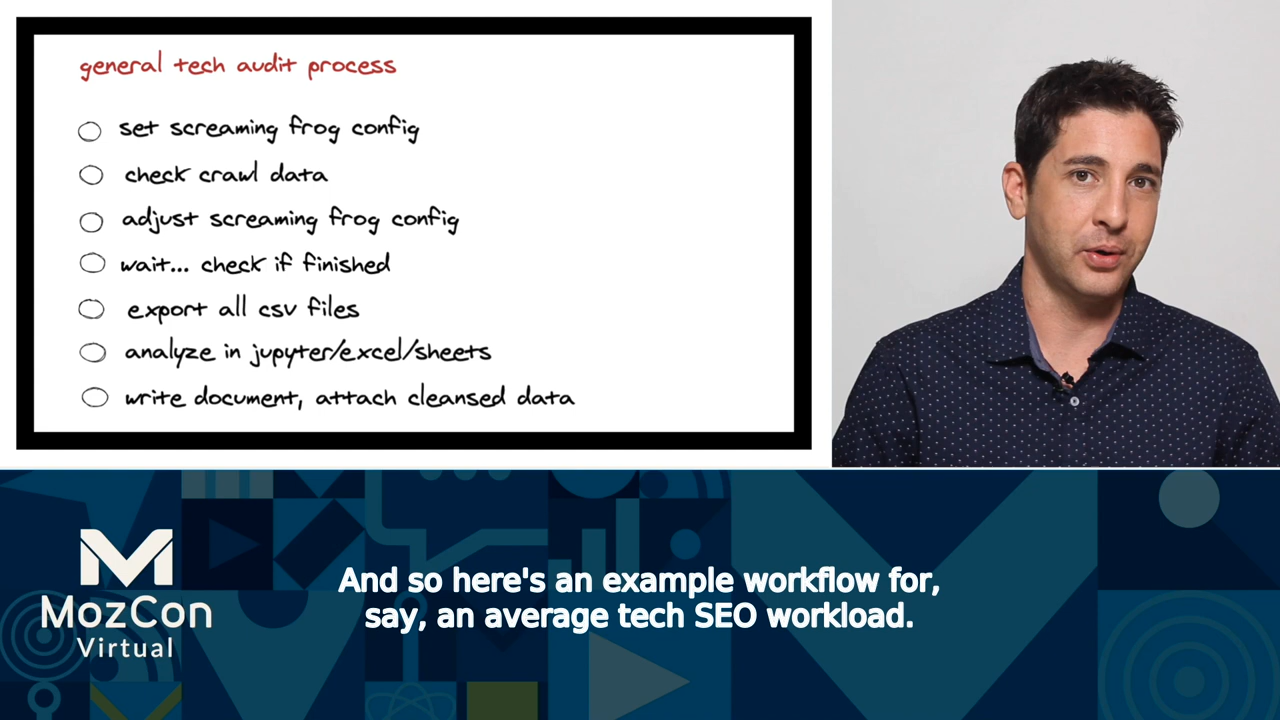 general tech audit process
set screaming frog config
check crawl data
adjust screaming frog config
wait... check if finished
export all csv files
analyze in jupyter/excel/sheets
write document, attach cleansed data
M
MozCon
Virtual
And so here's an example workflow for,
say, an average tech SEO workload.